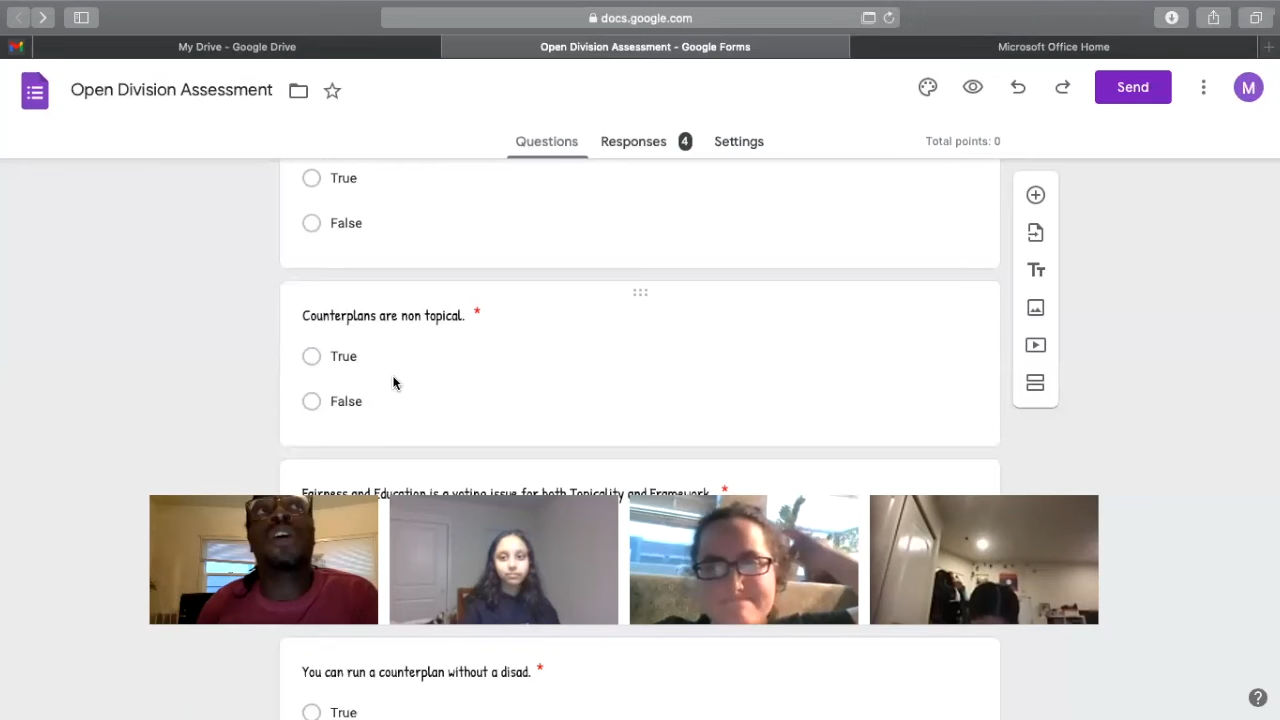 docs.google.com
My Drive - Google Drive
Open Division Assessment - Google Forms
Microsoft Office Home
Open Division Assessment
Send
M
Questions
Responses 4
Settings
Total points: 0
True
False
Counterplans are non topical. *
True
False
Fairness and Education is a voting issue for both Topicality and Framework. *
You can run a counterplan without a disad. *
True